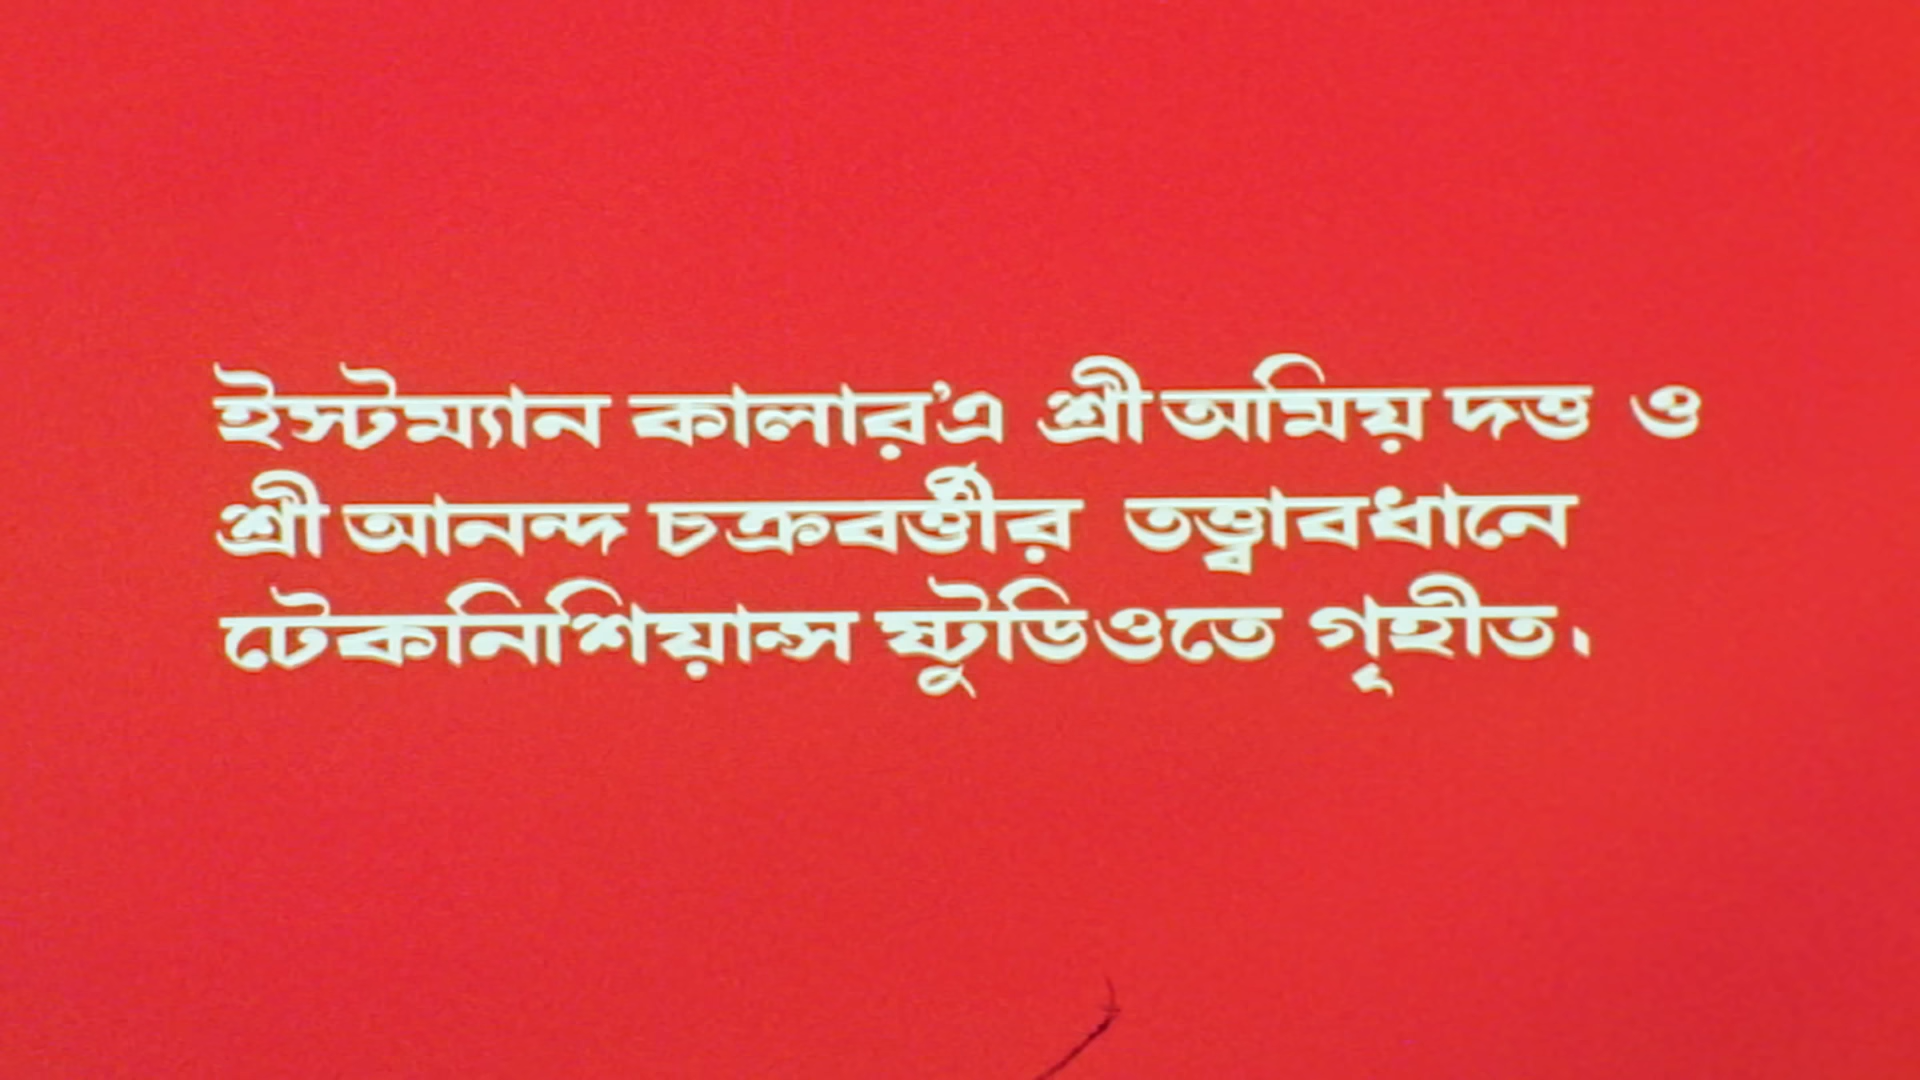 ইস্টম্যান কালার'এ শ্রী অমিয় দত্ত ও
শ্রী আনন্দ চক্রবর্ত্তীর তত্ত্বাবধানে
টেকনিশিয়ান্স ষ্টুডিওতে গৃহীত।